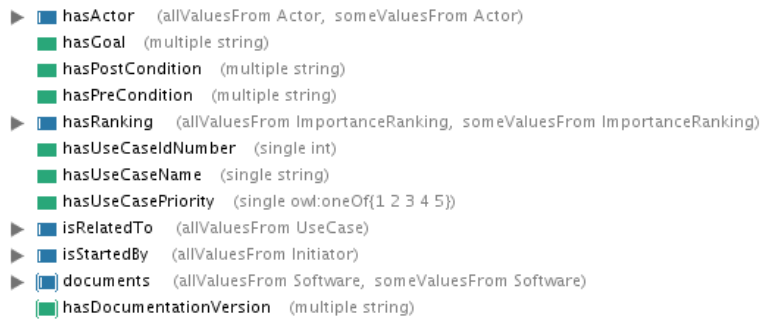 hasActor (allValuesFrom Actor, someValuesFrom Actor)
hasGoal (multiple string)
hasPostCondition (multiple string)
hasPreCondition (multiple string)
hasRanking (allValuesFrom ImportanceRanking, someValuesFrom ImportanceRanking)
hasUseCaseIdNumber (single int)
hasUseCaseName (single string)
hasUseCasePriority (single owl:oneOf{1 2 3 4 5})
isRelatedTo (allValuesFrom UseCase)
isStartedBy (allValuesFrom Initiator)
documents (allValuesFrom Software, someValuesFrom Software)
hasDocumentationVersion (multiple string)